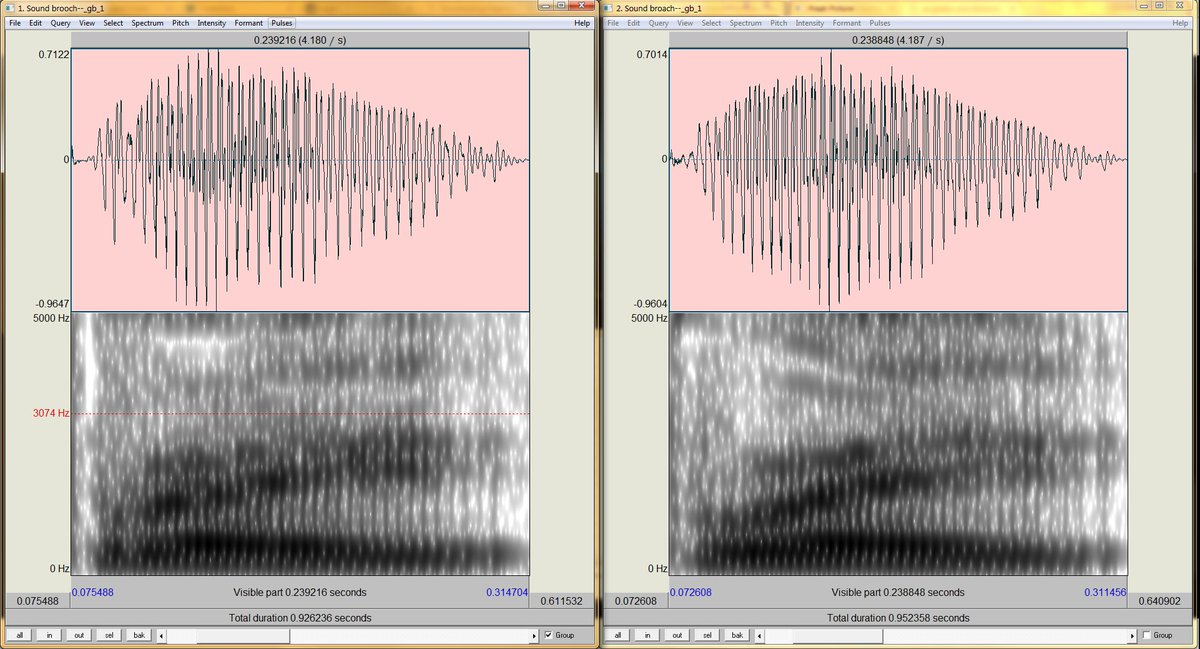 1. Sound brooch--_gb_1
File Edit Query View Select Spectrum Pitch Intensity Formant Pulses Help
0.239216 (4.180 / s)
0.7122
0
-0.9647
5000 Hz
3074 Hz
0 Hz
0.075488 Visible part 0.239216 seconds 0.314704
0.075488 0.611532
Total duration 0.926236 seconds
all in out sel bak Group
2. Sound broach--_gb_1
File Edit Query View Select Spectrum Pitch Intensity Formant Pulses Help
0.238848 (4.187 / s)
0.7014
0
-0.9604
5000 Hz
0 Hz
0.072608 Visible part 0.238848 seconds 0.311456
0.072608 0.640902
Total duration 0.952358 seconds
all in out sel bak Group